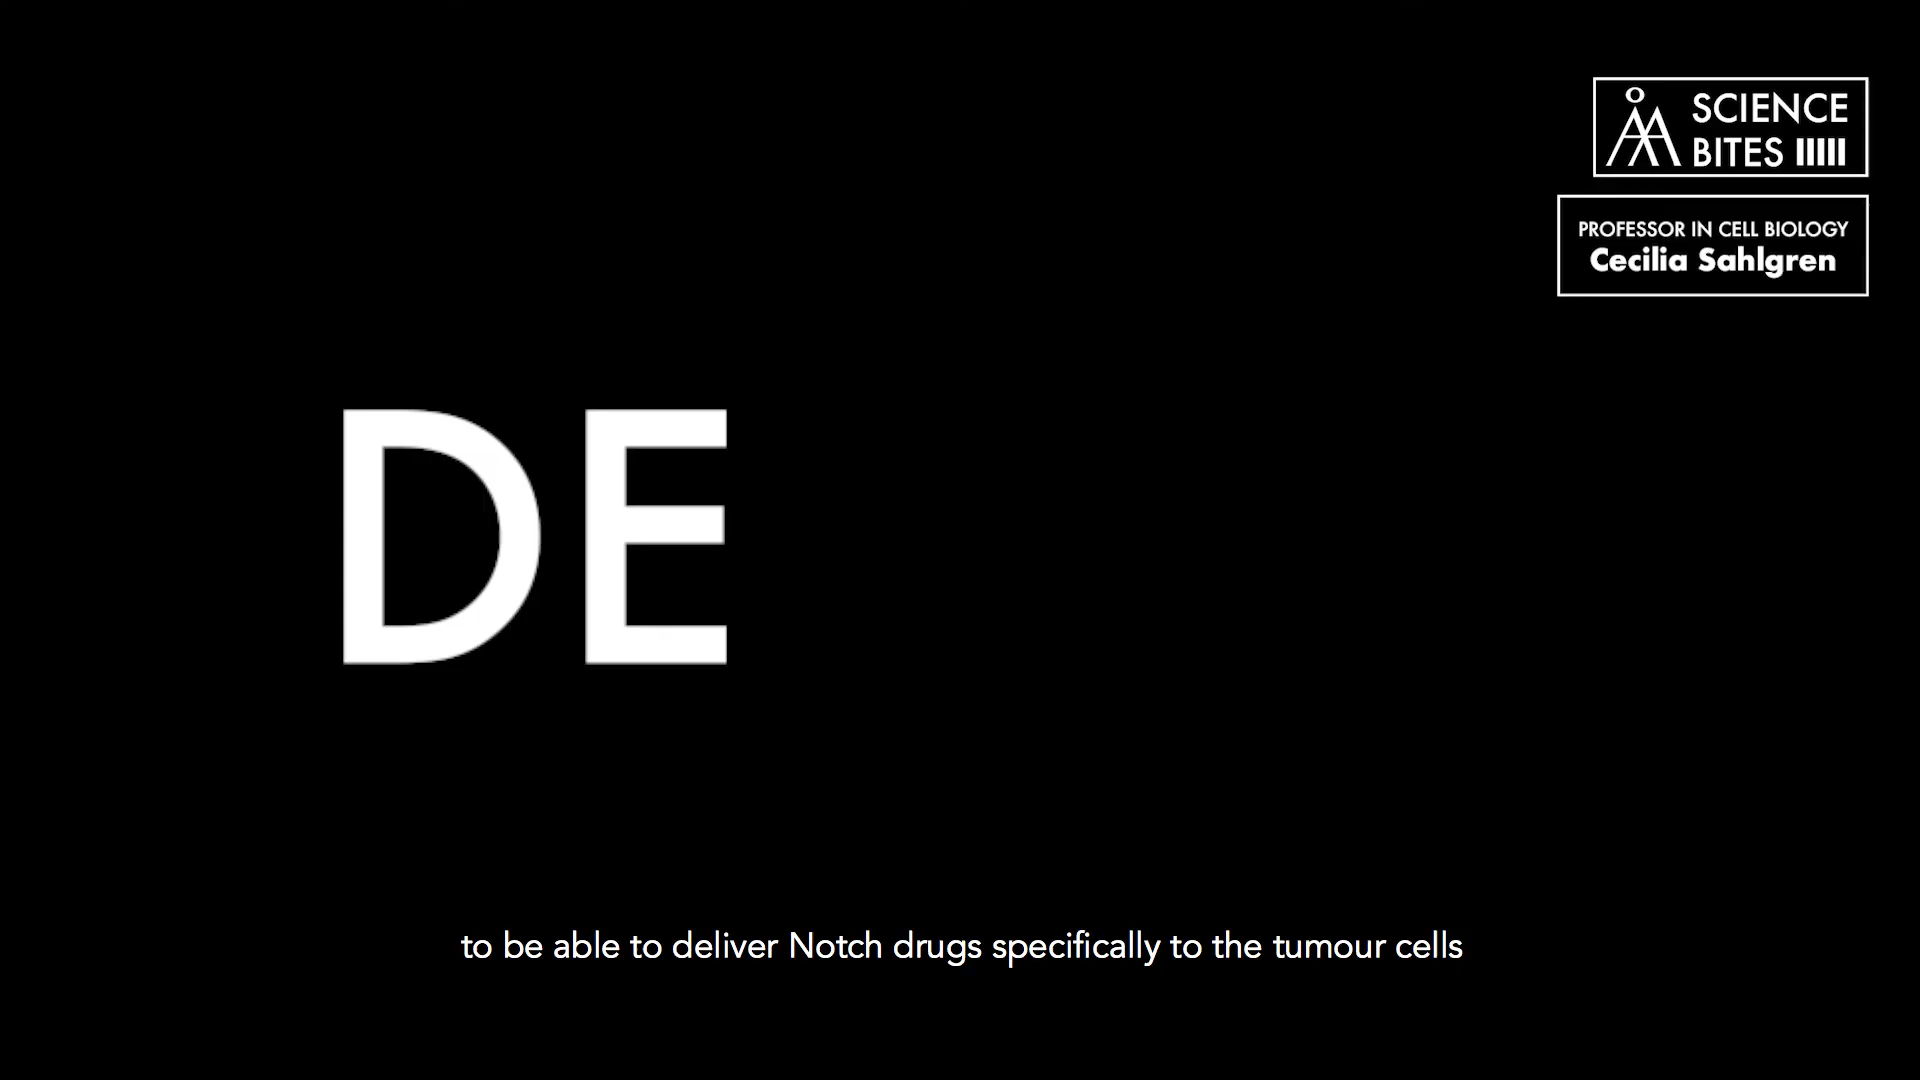 SCIENCE
BITES
PROFESSOR IN CELL BIOLOGY
Cecilia Sahlgren
DE
to be able to deliver Notch drugs specifically to the tumour cells